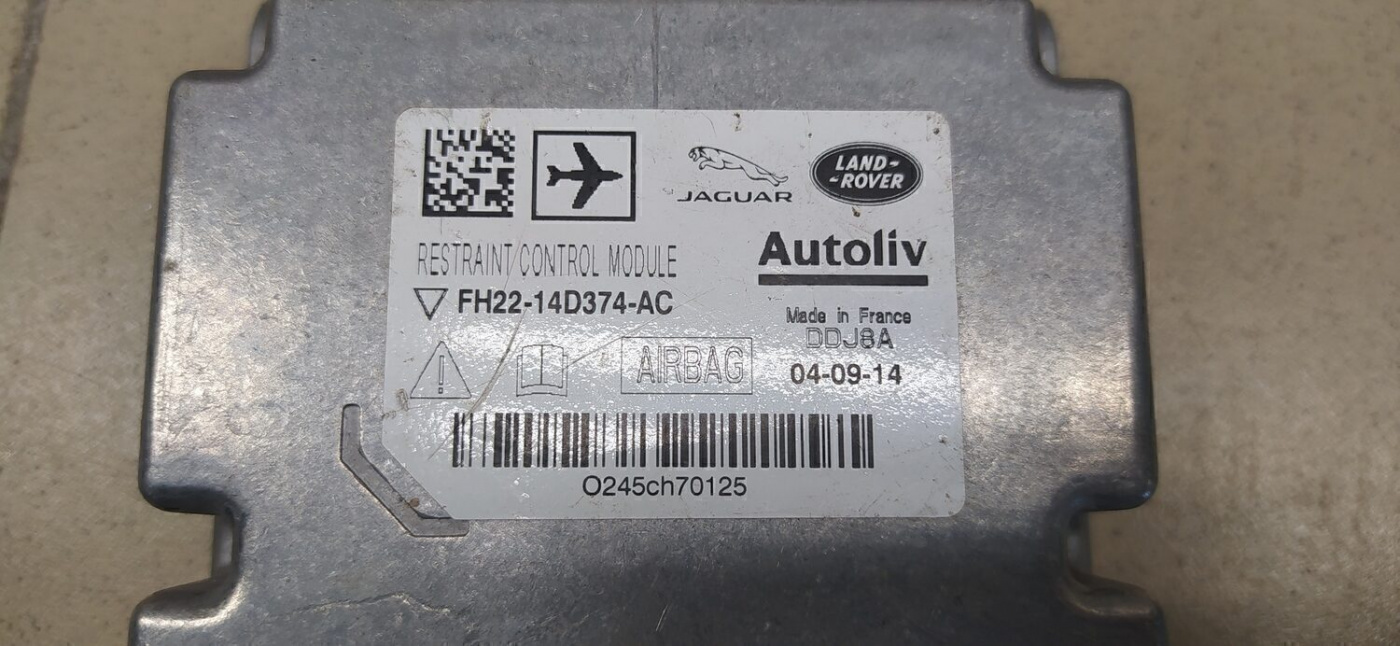 JAGUAR
LAND-
-ROVER
Autoliv
RESTRAINT CONTROL MODULE
FH22-14D374-AC
Made in France
DDJ8A
AIRBAG
04-09-14
O245ch70125